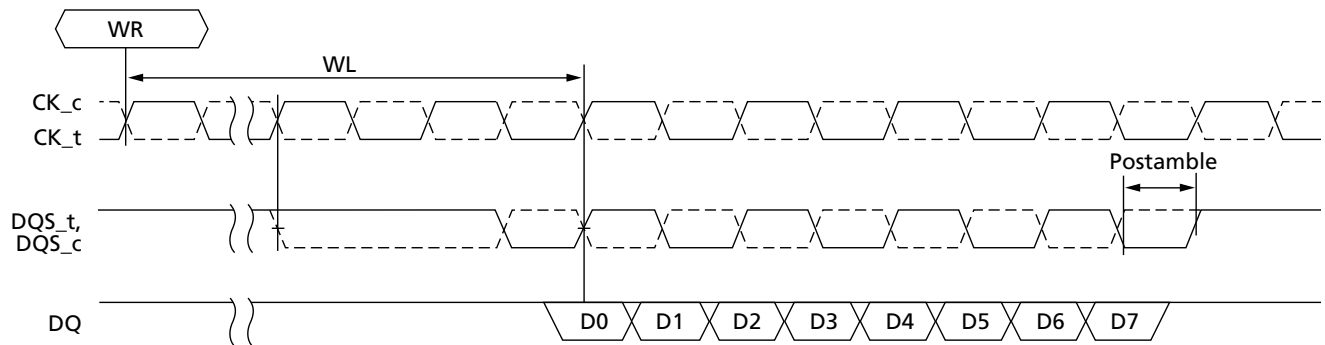 WR
WL
CK_c
CK_t
Postamble
DQS_t,
DQS_c
DQ
D0 D1 D2 D3 D4 D5 D6 D7